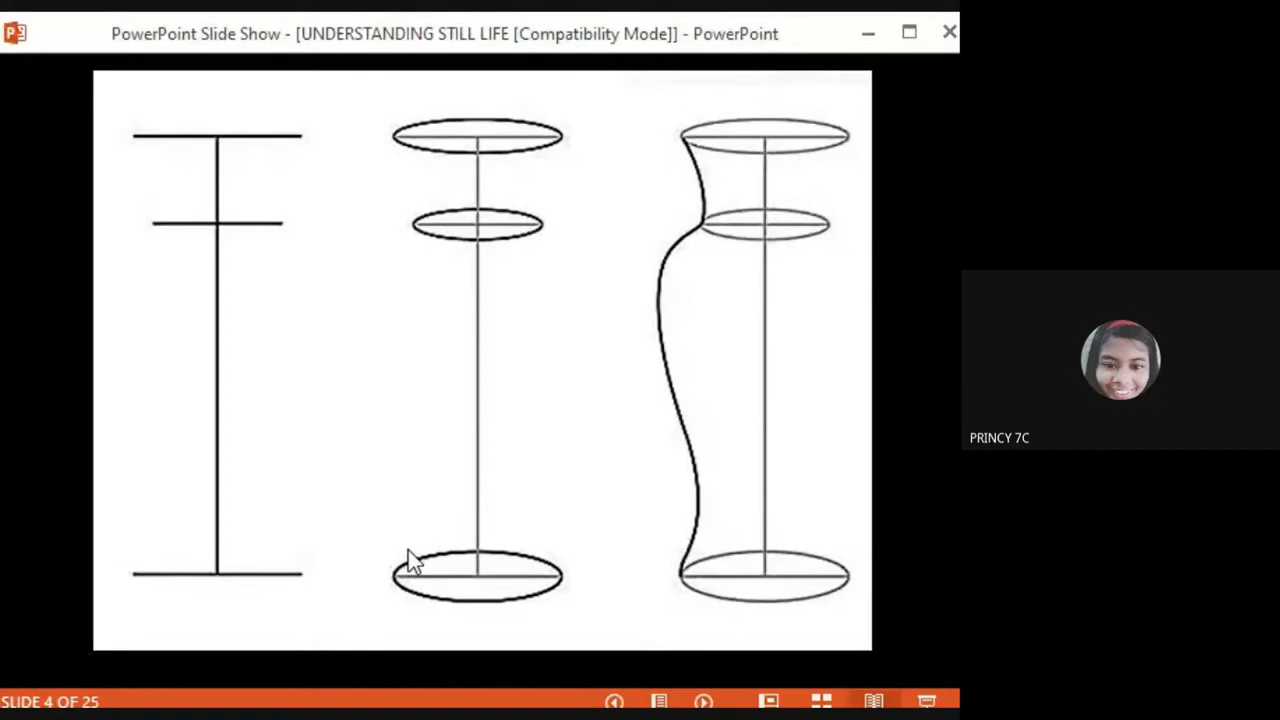 PowerPoint Slide Show - [UNDERSTANDING STILL LIFE [Compatibility Mode]] - PowerPoint
PRINCY 7C
SLIDE 4 OF 25